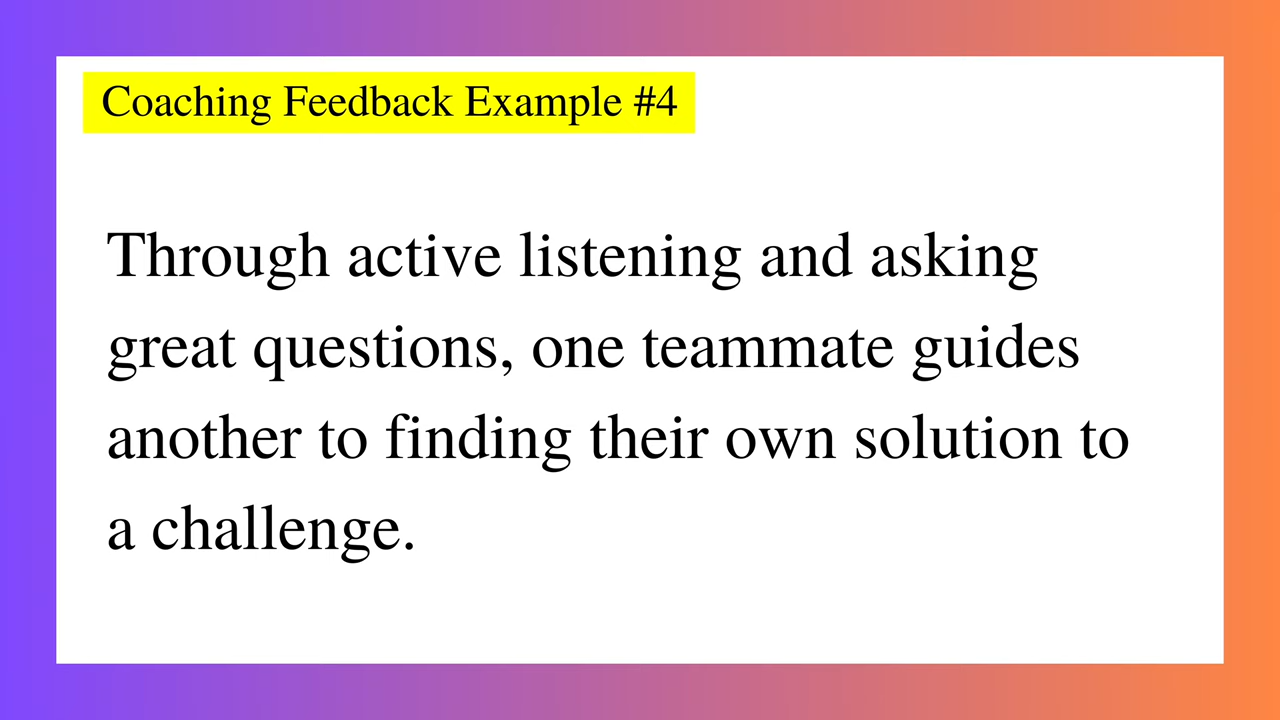 Coaching Feedback Example #4
Through active listening and asking
great questions, one teammate guides
another to finding their own solution to
a challenge.